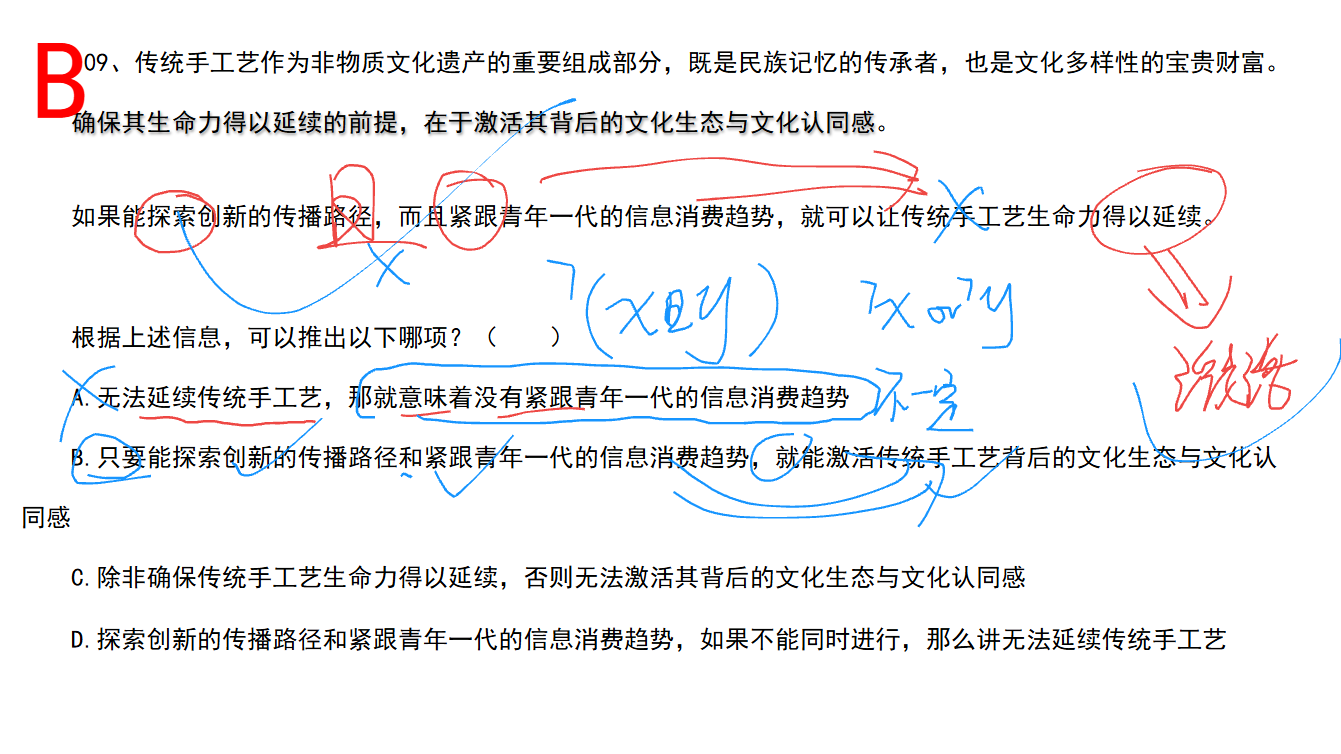 B
09、传统手工艺作为非物质文化遗产的重要组成部分，既是民族记忆的传承者，也是文化多样性的宝贵财富。
确保其生命力得以延续的前提，在于激活其背后的文化生态与文化认同感。
且
如果能探索创新的传播路径，而且紧跟青年一代的信息消费趋势，就可以让传统手工艺生命力得以延续。
¬(x且y) ¬x or ¬y
根据上述信息，可以推出以下哪项？（　　）
激活
A.无法延续传统手工艺，那就意味着没有紧跟青年一代的信息消费趋势 不一定
B.只要能探索创新的传播路径和紧跟青年一代的信息消费趋势，就能激活传统手工艺背后的文化生态与文化认
同感
C.除非确保传统手工艺生命力得以延续，否则无法激活其背后的文化生态与文化认同感
D.探索创新的传播路径和紧跟青年一代的信息消费趋势，如果不能同时进行，那么讲无法延续传统手工艺